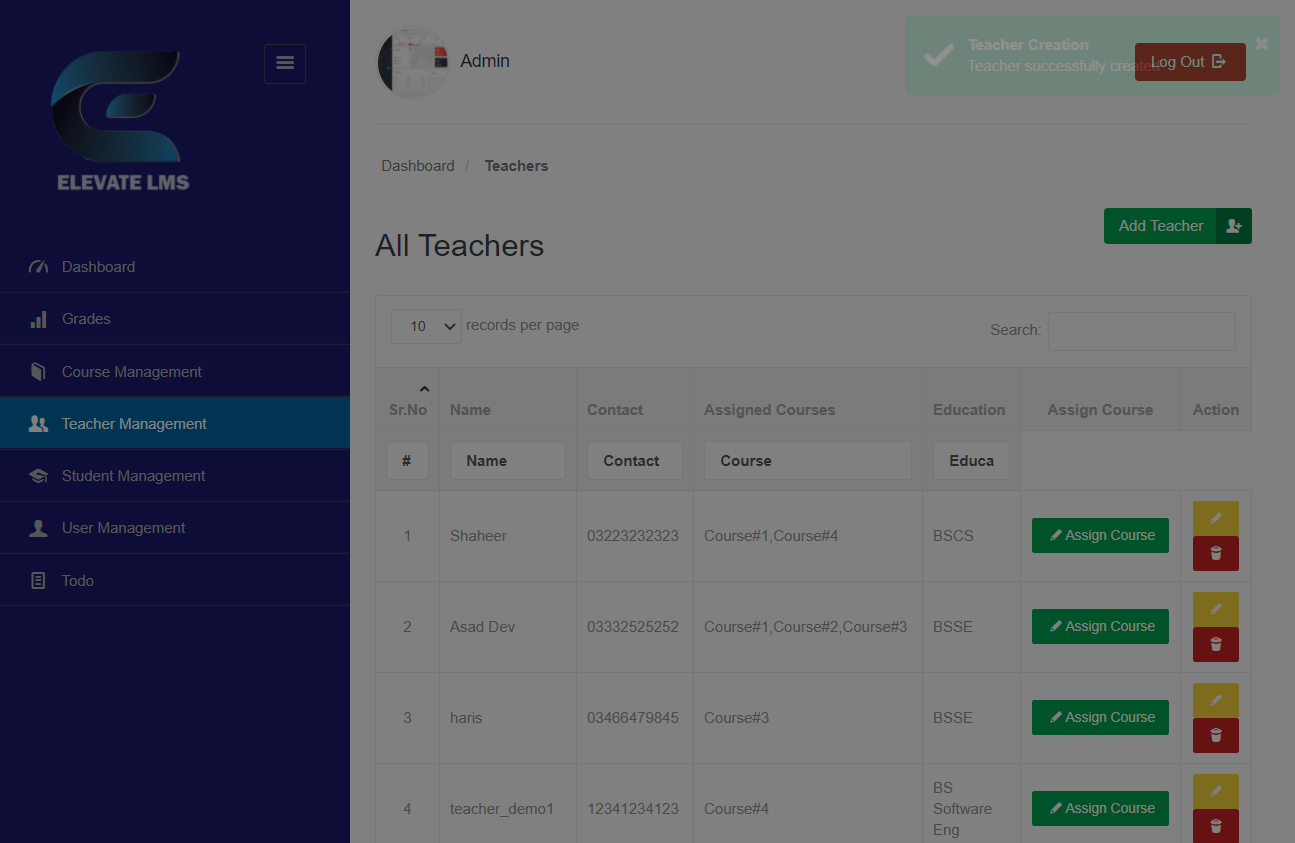 ELEVATE LMS
Dashboard
Grades
Course Management
Teacher Management
Student Management
User Management
Todo
Admin
Teacher Creation
Teacher successfully created
Log Out
Dashboard / Teachers
All Teachers
Add Teacher
10 records per page
Search:
Sr.No Name Contact Assigned Courses Education Assign Course Action
# Name Contact Course Educa
1 Shaheer 03223232323 Course#1,Course#4 BSCS Assign Course
2 Asad Dev 03332525252 Course#1,Course#2,Course#3 BSSE Assign Course
3 haris 03466479845 Course#3 BSSE Assign Course
4 teacher_demo1 12341234123 Course#4 BS Software Eng Assign Course